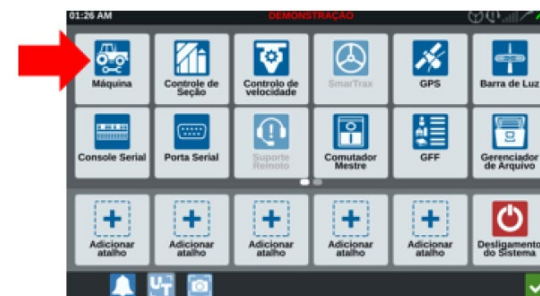 01:26 AM DEMONSTRAÇÃO
Máquina
Controle de
Seção
Controlo de
velocidade
SmarTrax
GPS
Barra de Luz
Console Serial
Porta Serial
Suporte
Remoto
Comutador
Mestre
GFF
Gerenciador
de Arquivo
Adicionar
atalho
Adicionar
atalho
Adicionar
atalho
Adicionar
atalho
Adicionar
atalho
Desligamento
do Sistema
UT